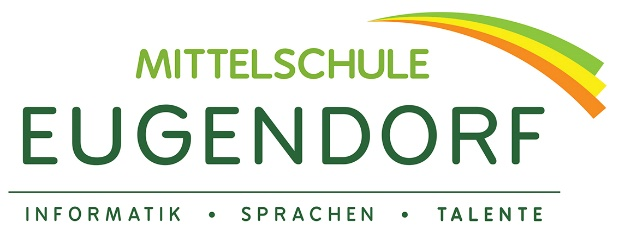 MITTELSCHULE
EUGENDORF
INFORMATIK • SPRACHEN • TALENTE